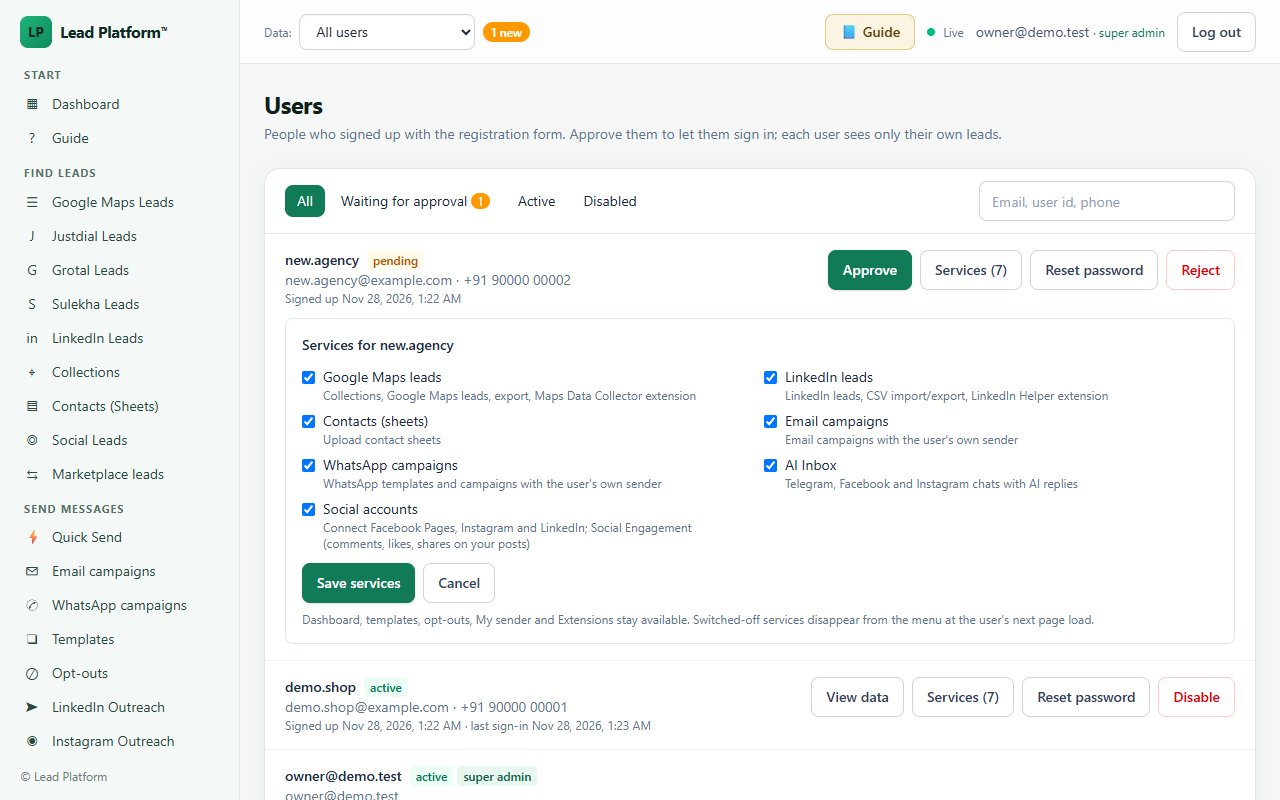 LP Lead Platform™
START
Dashboard
? Guide
FIND LEADS
Google Maps Leads
J Justdial Leads
G Grotal Leads
S Sulekha Leads
in LinkedIn Leads
Collections
Contacts (Sheets)
Social Leads
Marketplace leads
SEND MESSAGES
Quick Send
Email campaigns
WhatsApp campaigns
Templates
Opt-outs
LinkedIn Outreach
Instagram Outreach
© Lead Platform
Data: All users 1 new
Guide Live owner@demo.test · super admin Log out
Users
People who signed up with the registration form. Approve them to let them sign in; each user sees only their own leads.
All Waiting for approval 1 Active Disabled Email, user id, phone
new.agency pending
new.agency@example.com · +91 90000 00002
Signed up Nov 28, 2026, 1:22 AM
Approve Services (7) Reset password Reject
Services for new.agency
Google Maps leads
Collections, Google Maps leads, export, Maps Data Collector extension
LinkedIn leads
LinkedIn leads, CSV import/export, LinkedIn Helper extension
Contacts (sheets)
Upload contact sheets
Email campaigns
Email campaigns with the user's own sender
WhatsApp campaigns
WhatsApp templates and campaigns with the user's own sender
AI Inbox
Telegram, Facebook and Instagram chats with AI replies
Social accounts
Connect Facebook Pages, Instagram and LinkedIn; Social Engagement
(comments, likes, shares on your posts)
Save services Cancel
Dashboard, templates, opt-outs, My sender and Extensions stay available. Switched-off services disappear from the menu at the user's next page load.
demo.shop active
demo.shop@example.com · +91 90000 00001
Signed up Nov 28, 2026, 1:22 AM · last sign-in Nov 28, 2026, 1:23 AM
View data Services (7) Reset password Disable
owner@demo.test active super admin
owner@demo.test